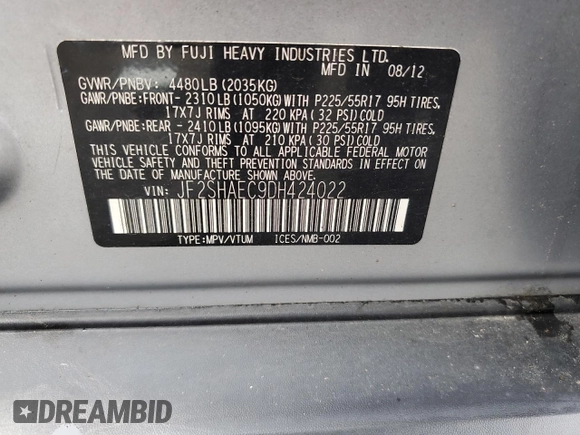 MFD BY FUJI HEAVY INDUSTRIES LTD.
MFD IN 08/12
GVWR/PNBV: 4480LB (2035KG)
GAWR/PNBE:FRONT- 2310LB (1050KG) WITH P225/55R17 95H TIRES,
17X7J RIMS AT 220 KPA ( 32 PSI) COLD
GAWR/PNBE:REAR - 2410LB (1095KG) WITH P225/55R17 95H TIRES,
17X7J RIMS AT 210 KPA ( 30 PSI) COLD
THIS VEHICLE CONFORMS TO ALL APPLICABLE FEDERAL MOTOR
VEHICLE SAFETY AND THEFT PREVENTION STANDARDS IN EFFECT
ON THE DATE OF MANUFACTURE SHOWN ABOVE.
VIN: JF2SHAEC9DH424022
TYPE:MPV/VTUM ICES/NMB-002
DREAMBID